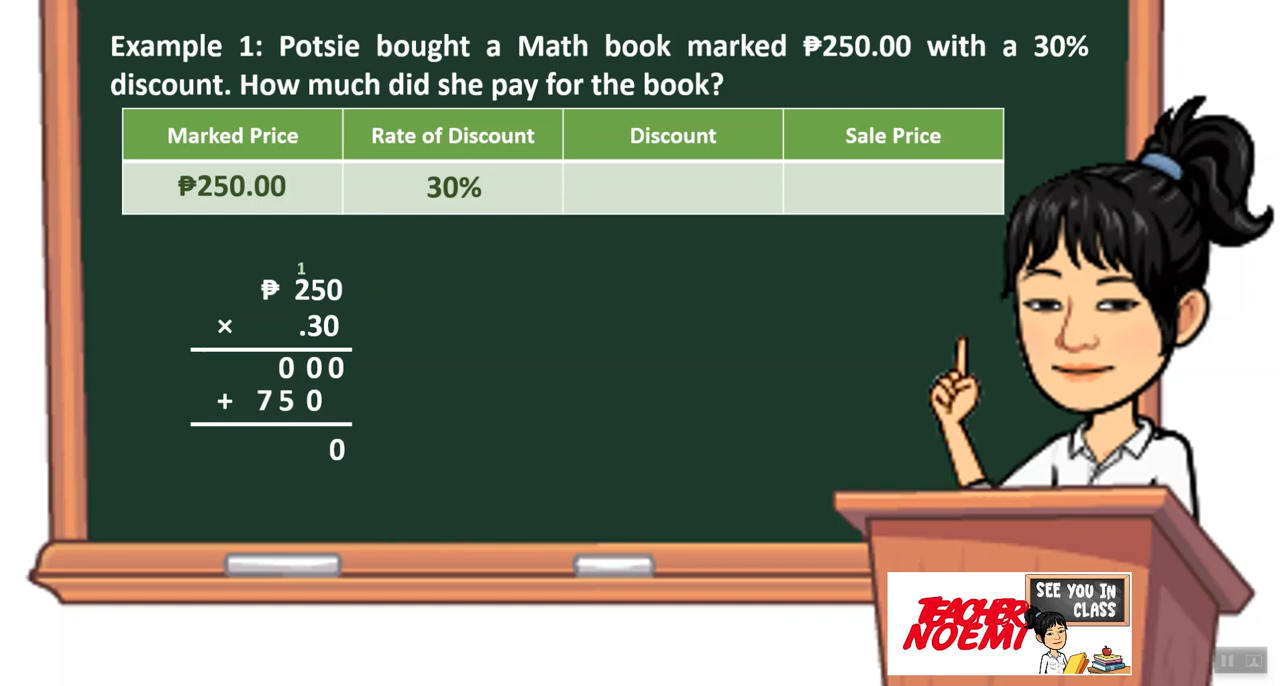 Example 1: Potsie bought a Math book marked ₱250.00 with a 30%
discount. How much did she pay for the book?
Marked Price Rate of Discount Discount Sale Price
₱250.00 30%
1
₱ 250
× .30
0 0 0
+ 7 5 0
0
SEE YOU IN
CLASS
TEACHER
NOEMI